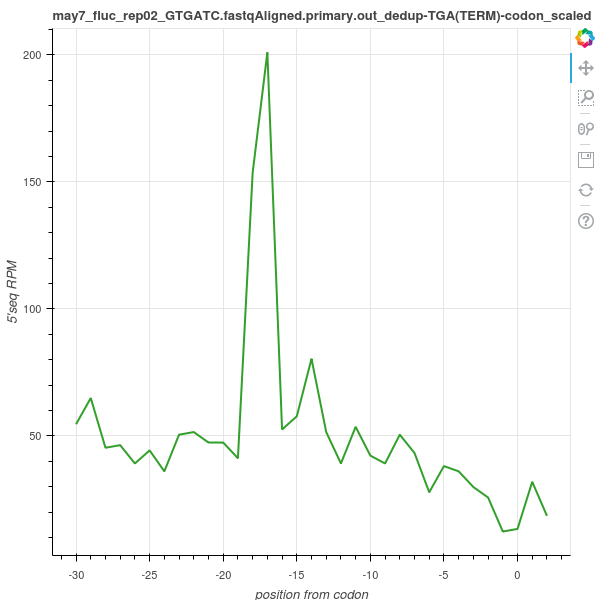 may7_fluc_rep02_GTGATC.fastqAligned.primary.out_dedup-TGA(TERM)-codon_scaled
200
150
100
50
5'seq RPM
-30 -25 -20 -15 -10 -5 0
position from codon